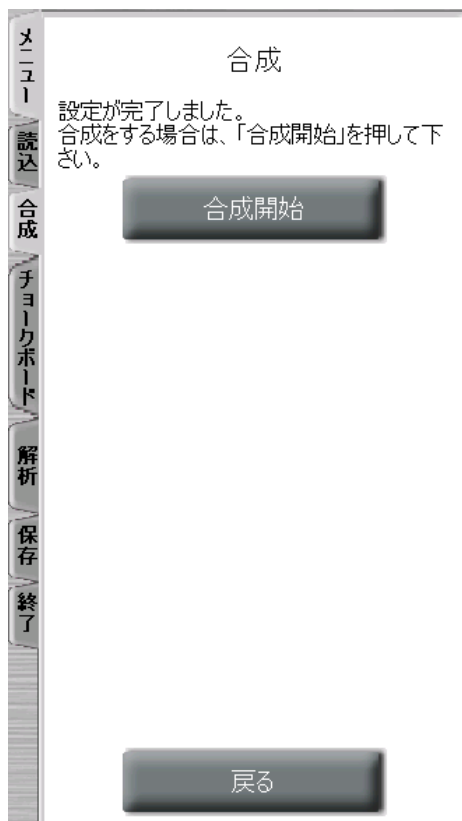 メニュー
読込
合成
チョークボード
解析
保存
終了
合成
設定が完了しました。
合成をする場合は、「合成開始」を押して下
さい。
合成開始
戻る